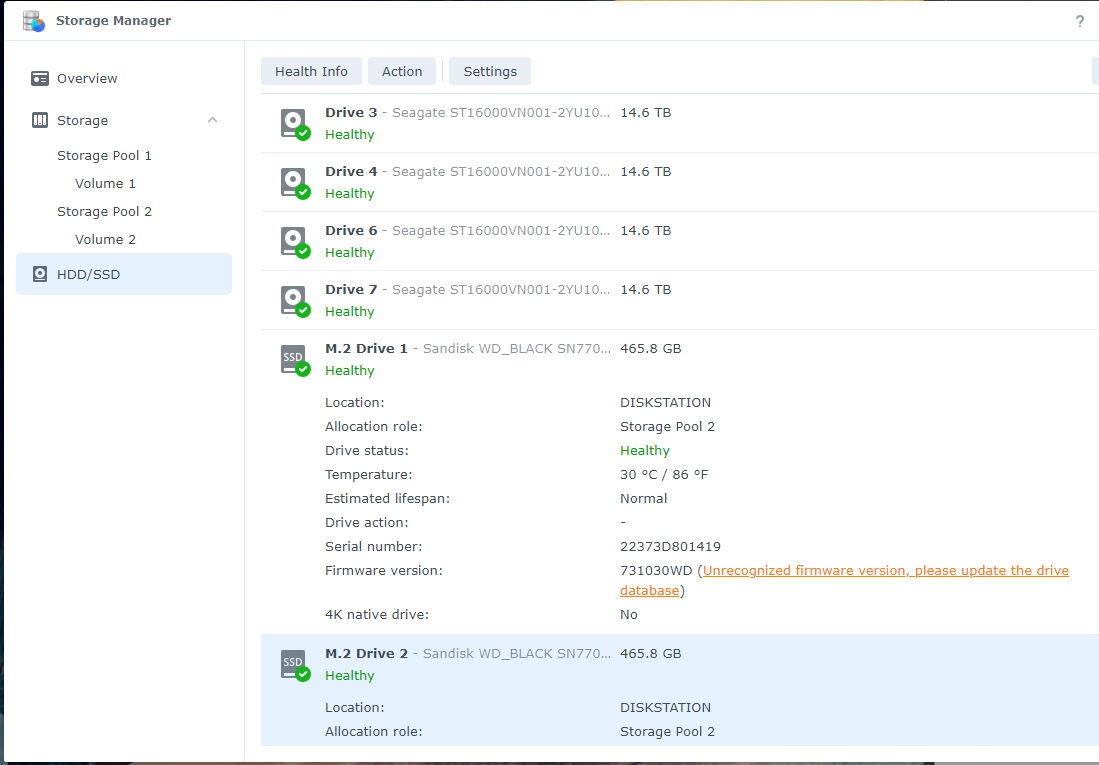 Storage Manager
?
Overview
Storage
Storage Pool 1
Volume 1
Storage Pool 2
Volume 2
HDD/SSD
Health Info Action Settings
Drive 3 - Seagate ST16000VN001-2YU10... 14.6 TB
Healthy
Drive 4 - Seagate ST16000VN001-2YU10... 14.6 TB
Healthy
Drive 6 - Seagate ST16000VN001-2YU10... 14.6 TB
Healthy
Drive 7 - Seagate ST16000VN001-2YU10... 14.6 TB
Healthy
SSD
M.2 Drive 1 - Sandisk WD_BLACK SN770... 465.8 GB
Healthy
Location: DISKSTATION
Allocation role: Storage Pool 2
Drive status: Healthy
Temperature: 30 °C / 86 °F
Estimated lifespan: Normal
Drive action: -
Serial number: 22373D801419
Firmware version: 731030WD (Unrecognized firmware version, please update the drive
database)
4K native drive: No
SSD
M.2 Drive 2 - Sandisk WD_BLACK SN770... 465.8 GB
Healthy
Location: DISKSTATION
Allocation role: Storage Pool 2